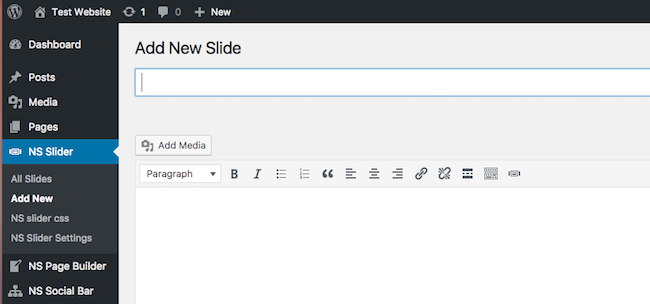 Test Website 1 0 New
Dashboard
Posts
Media
Pages
NS Slider
All Slides
Add New
NS slider css
NS Slider Settings
NS Page Builder
NS Social Bar
Add New Slide
Add Media
Paragraph B I